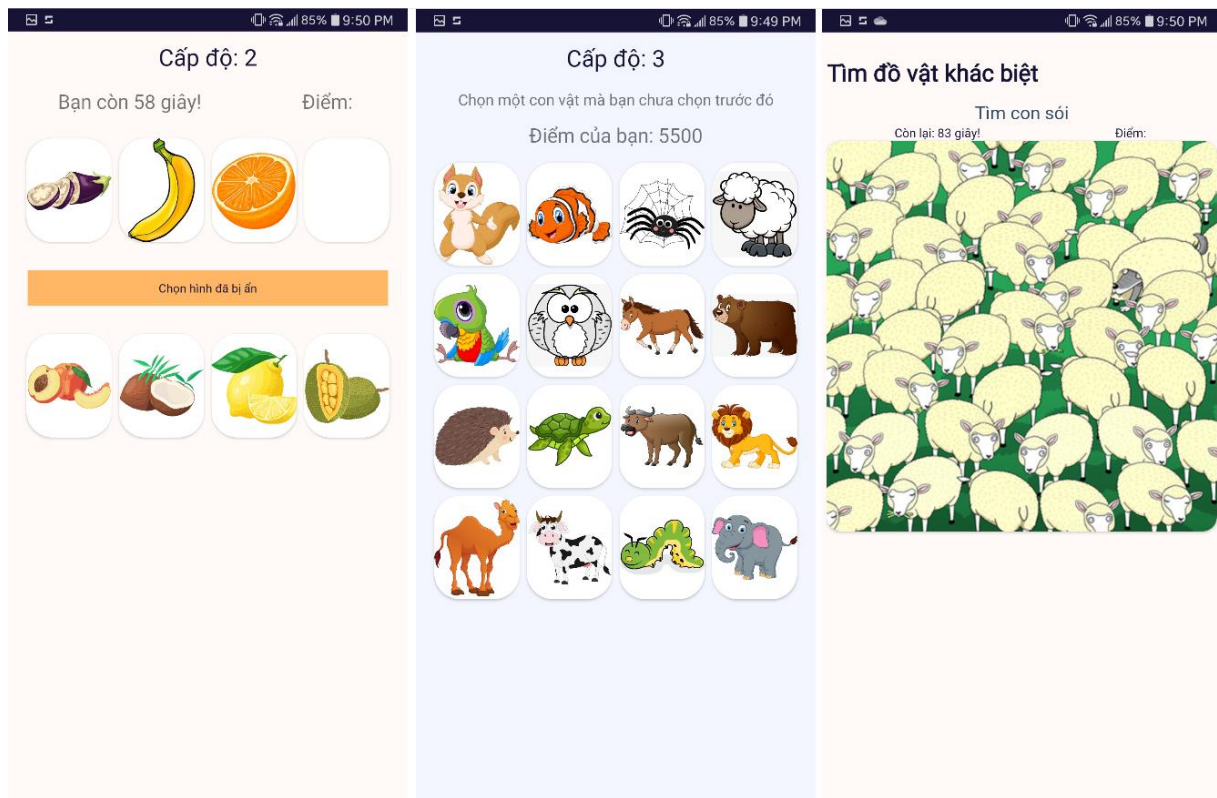 85% 9:50 PM
Cấp độ: 2
Bạn còn 58 giây! Điểm:
Chọn hình đã bị ẩn
85% 9:49 PM
Cấp độ: 3
Chọn một con vật mà bạn chưa chọn trước đó
Điểm của bạn: 5500
85% 9:50 PM
Tìm đồ vật khác biệt
Tìm con sói
Còn lại: 83 giây! Điểm: